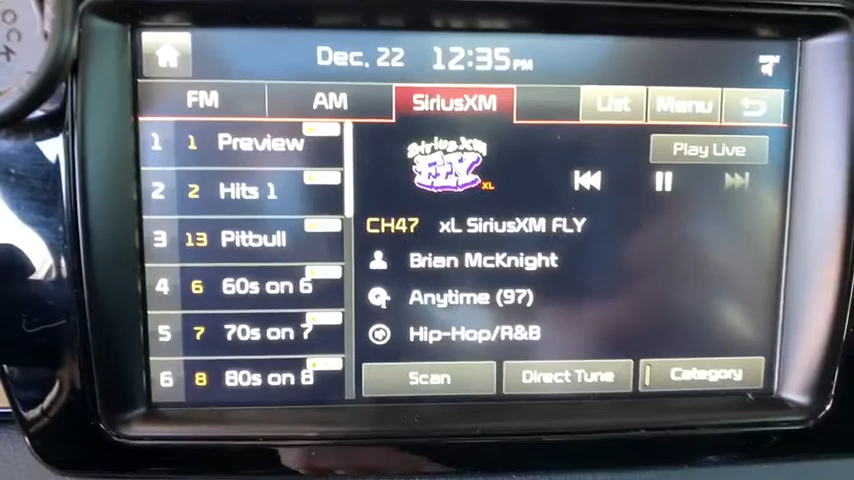 OCK
Dec. 22 12:35 PM
FM AM SiriusXM List Menu
1 1 Preview
2 2 Hits 1
3 13 Pitbull
4 6 60s on 6
5 7 70s on 7
6 8 80s on 8
SiriusXM
FLY XL
Play Live
CH47 xL SiriusXM FLY
Brian McKnight
Anytime (97)
Hip-Hop/R&B
Scan Direct Tune Category